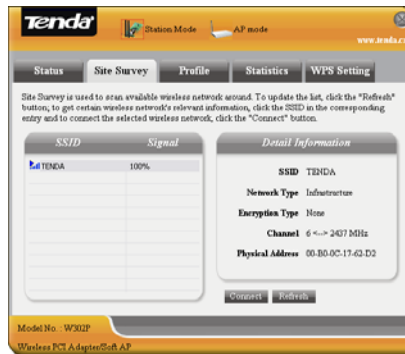 Tenda
Station Mode
AP mode
www.tenda.c
Status
Site Survey
Profile
Statistics
WPS Setting
Site Survey is used to scan available wireless network around. To update the list, click the "Refresh"
button; to get certain wireless network's relevant information, click the SSID in the corresponding
entry and to connect the selected wireless network, click the "Connect" button.
SSID
Signal
TENDA
100%
Detail Information
SSID TENDA
Network Type Infrastructure
Encryption Type None
Channel 6 <--> 2437 MHz
Physical Address 00-B0-0C-17-62-D2
Connect
Refresh
Model No. : W302P
Wireless PCI Adapter/Soft AP